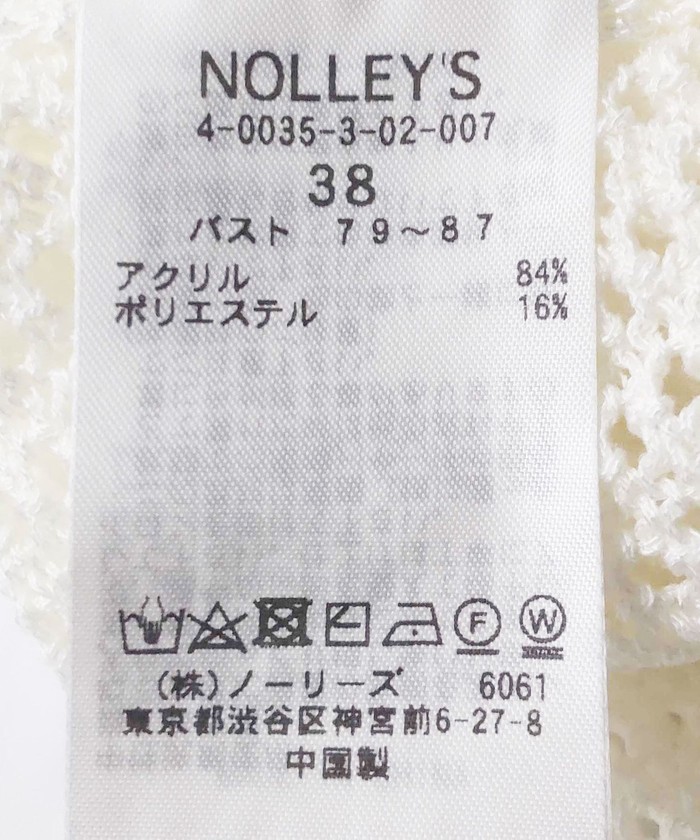 NOLLEY'S
4-0035-3-02-007
38
バスト 79～87
アクリル 84%
ポリエステル 16%
F W
(株)ノーリーズ 6061
東京都渋谷区神宮前6-27-8
中国製